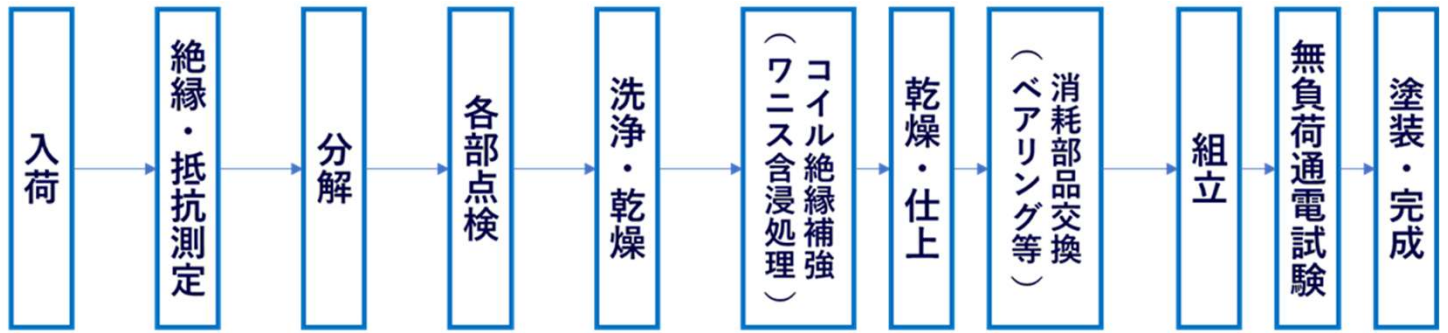 入荷
絶縁・抵抗測定
分解
各部点検
洗浄・乾燥
コイル絶縁補強
（ワニス含浸処理）
乾燥・仕上
消耗部品交換
（ベアリング等）
組立
無負荷通電試験
塗装・完成